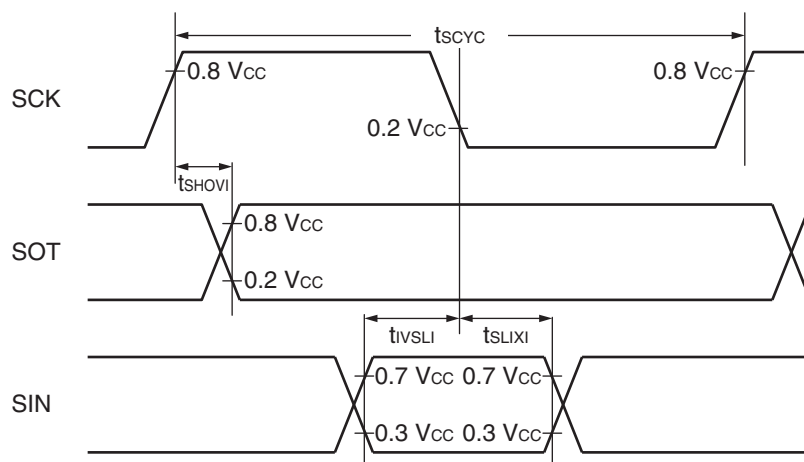 tSCYC
SCK
0.8 VCC
0.8 VCC
0.2 VCC
tSHOVI
SOT
0.8 VCC
0.2 VCC
tIVSLI
tSLIXI
SIN
0.7 VCC
0.7 VCC
0.3 VCC
0.3 VCC